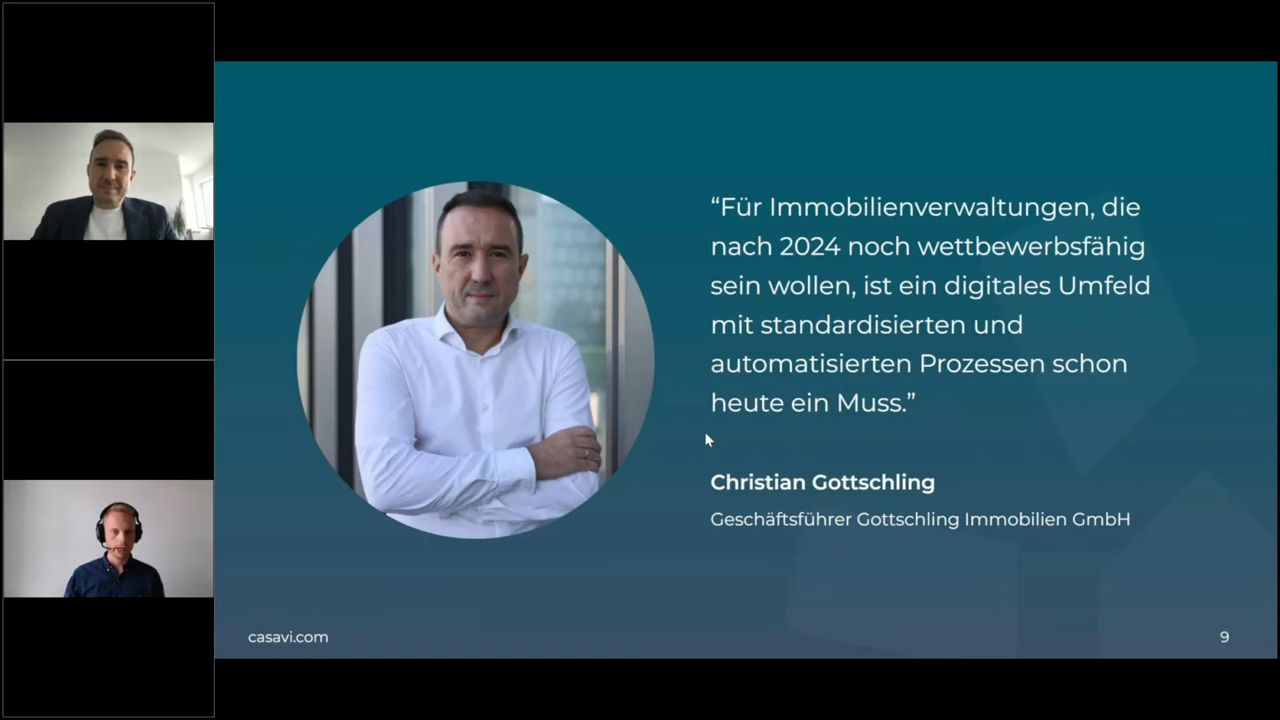 “Für Immobilienverwaltungen, die
nach 2024 noch wettbewerbsfähig
sein wollen, ist ein digitales Umfeld
mit standardisierten und
automatisierten Prozessen schon
heute ein Muss.”
Christian Gottschling
Geschäftsführer Gottschling Immobilien GmbH
casavi.com
9